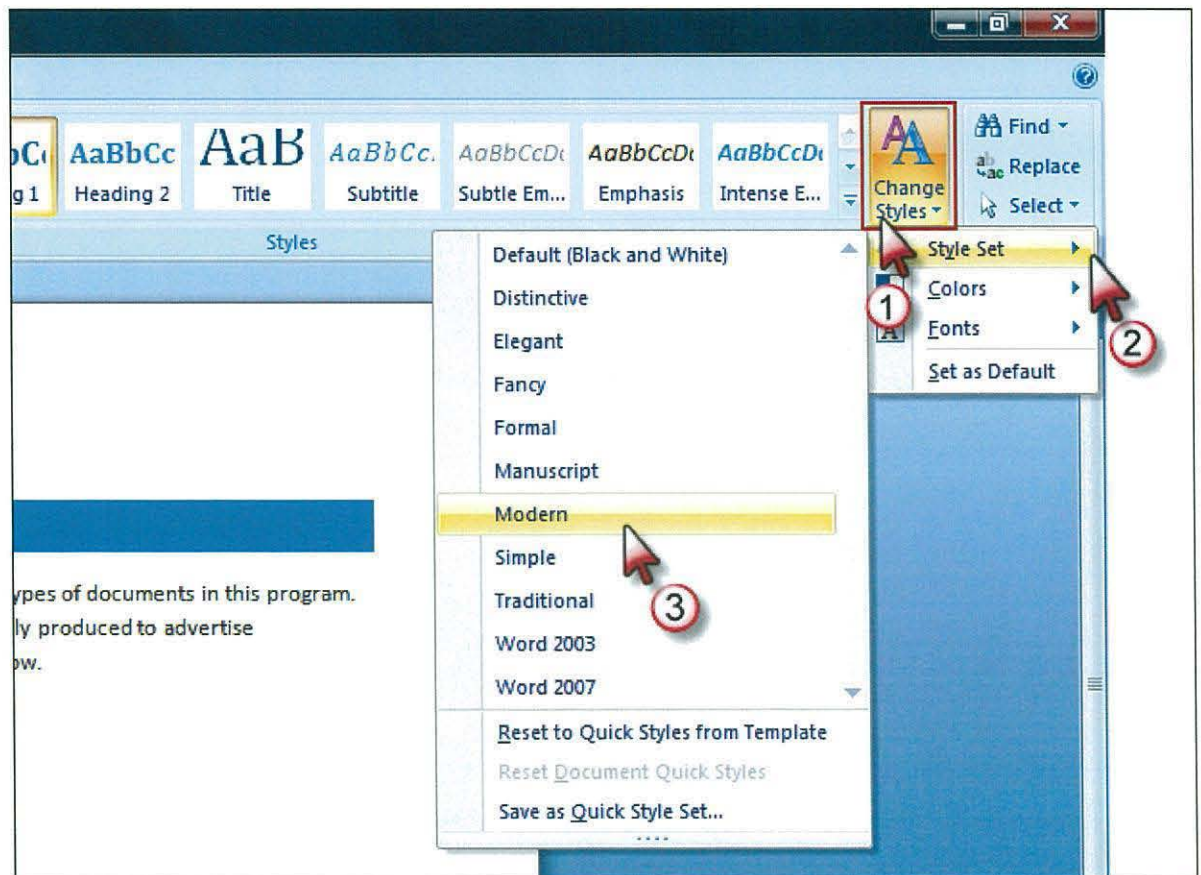 AaBbCc AaB AaBbCc. AaBbCcDc AaBbCcDc AaBbCcDc
g 1 Heading 2 Title Subtitle Subtle Em... Emphasis Intense E...
Styles
Change
Styles
Find
Replace
Select
Style Set
Colors
Fonts
Set as Default
1
2
Default (Black and White)
Distinctive
Elegant
Fancy
Formal
Manuscript
Modern
Simple
Traditional
Word 2003
Word 2007
3
Reset to Quick Styles from Template
Reset Document Quick Styles
Save as Quick Style Set...
ypes of documents in this program.
ly produced to advertise
ow.